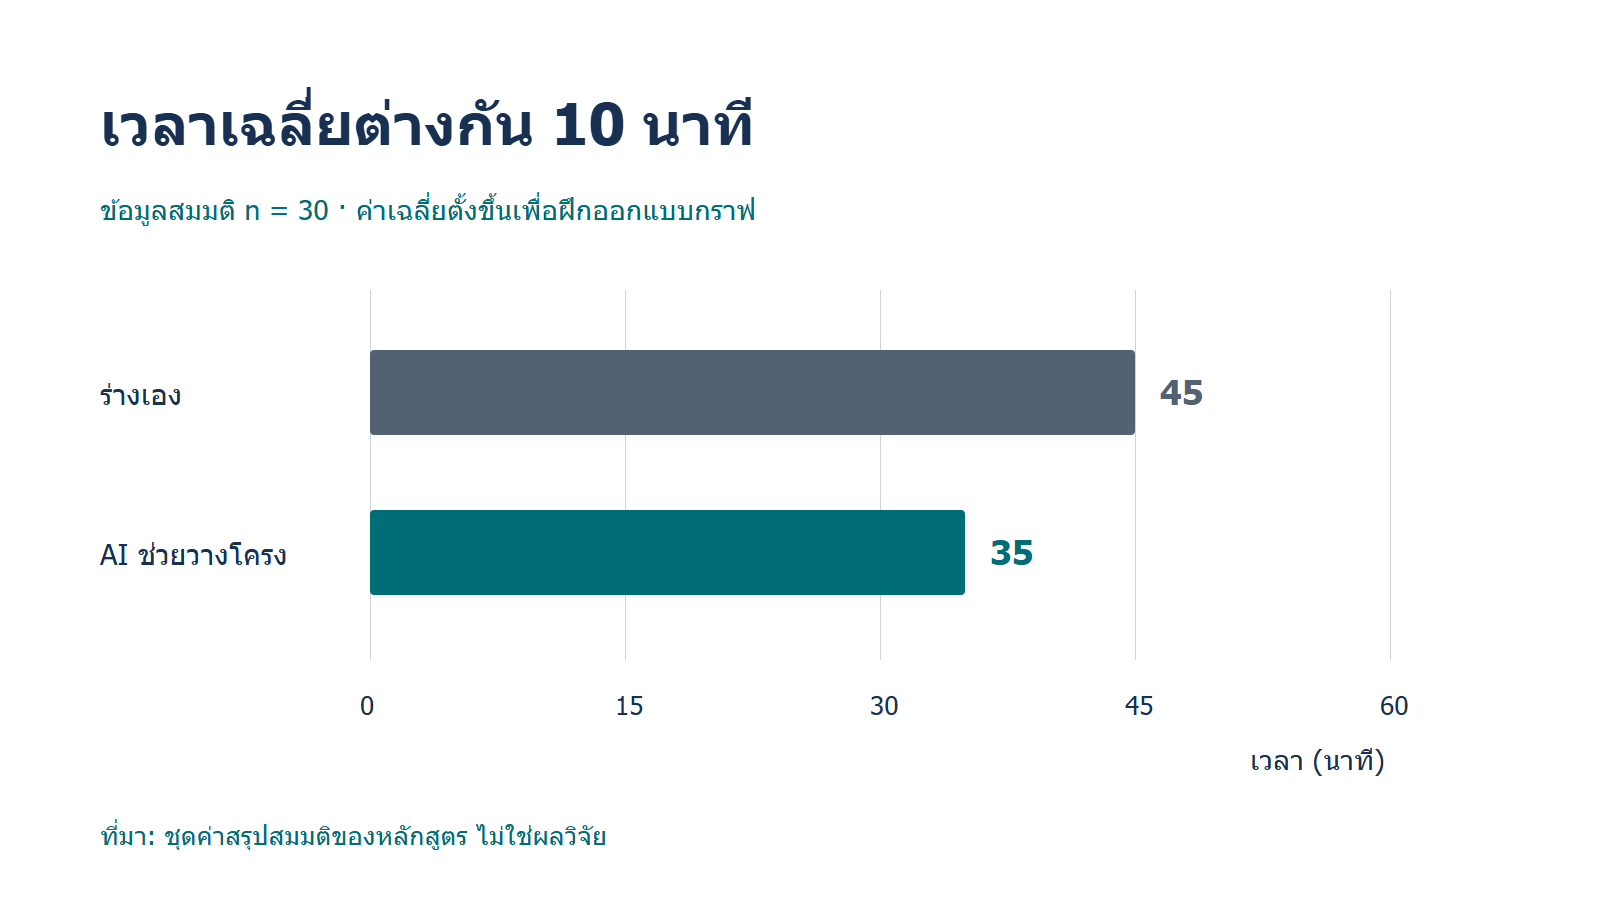 เวลาเฉลี่ยต่างกัน 10 นาที
ข้อมูลสมมติ n = 30 · ค่าเฉลี่ยตั้งขึ้นเพื่อฝึกออกแบบกราฟ
ร่างเอง
45
AI ช่วยวางโครง
35
0 15 30 45 60
เวลา (นาที)
ที่มา: ชุดค่าสรุปสมมติของหลักสูตร ไม่ใช่ผลวิจัย